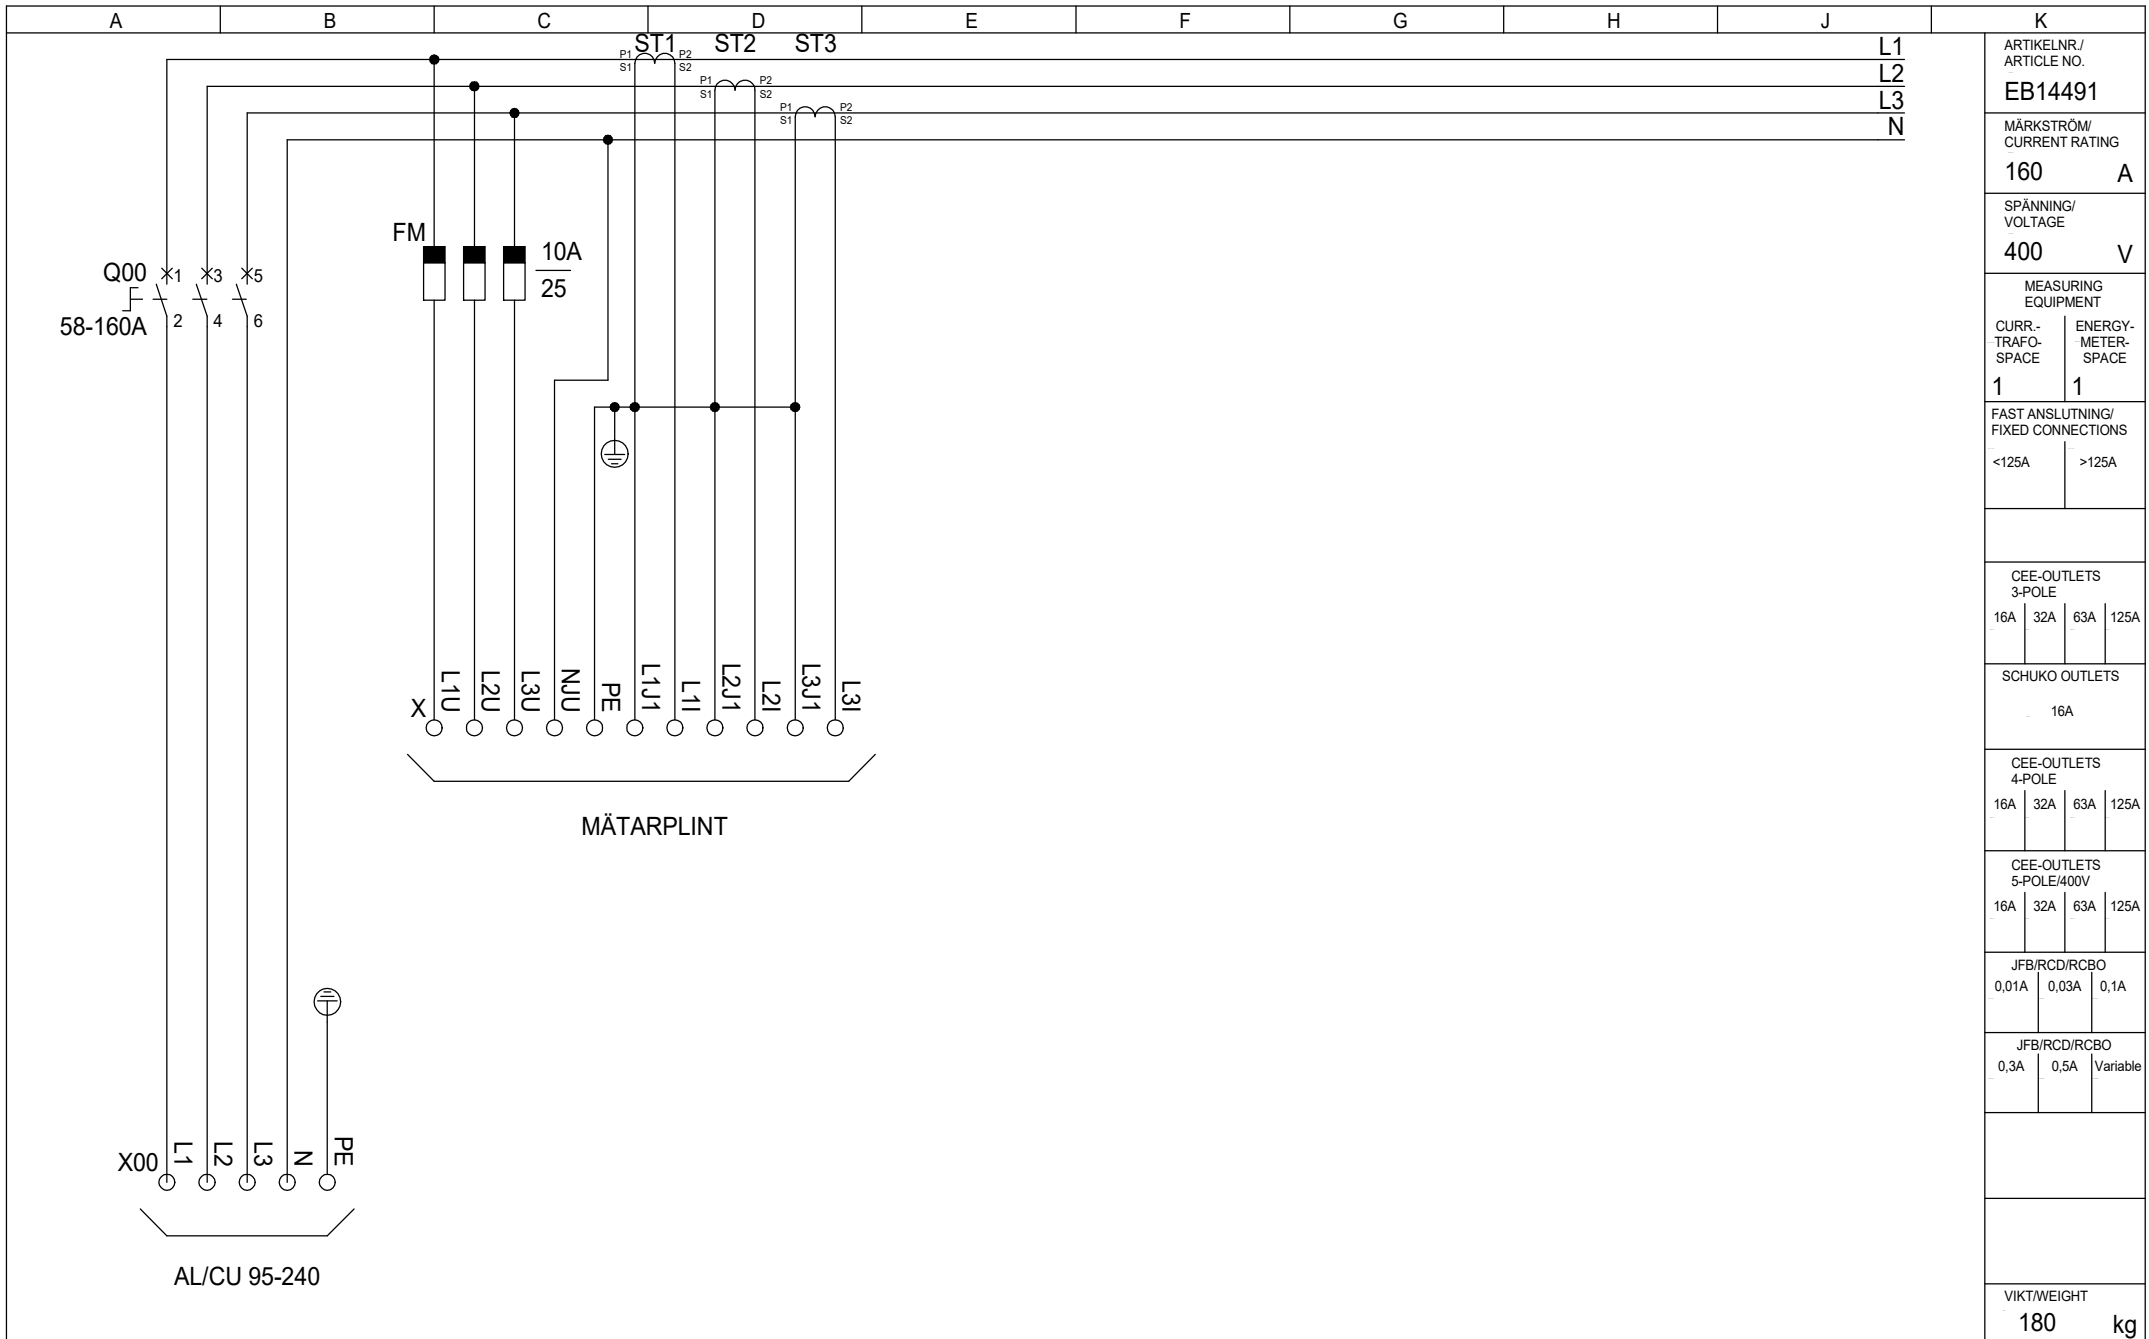 A B C D E F G H J K
ST1 ST2 ST3
P1 P2
S1 S2
P1 P2
S1 S2
P1 P2
S1 S2
L1
L2
L3
N
FM
10A
25
Q00 1 3 5
58-160A 2 4 6
X L1U L2U L3U NJU PE L1J1 L1I L2J1 L2I L3J1 L3I
MÄTARPLINT
X00 L1 L2 L3 N PE
AL/CU 95-240
ARTIKELNR./
ARTICLE NO.
EB14491
MÄRKSTRÖM/
CURRENT RATING
160 A
SPÄNNING/
VOLTAGE
400 V
MEASURING
EQUIPMENT
CURR.-
TRAFO-
SPACE
1
ENERGY-
METER-
SPACE
1
FAST ANSLUTNING/
FIXED CONNECTIONS
<125A >125A
CEE-OUTLETS
3-POLE
16A 32A 63A 125A
SCHUKO OUTLETS
16A
CEE-OUTLETS
4-POLE
16A 32A 63A 125A
CEE-OUTLETS
5-POLE/400V
16A 32A 63A 125A
JFB/RCD/RCBO
0,01A 0,03A 0,1A
JFB/RCD/RCBO
0,3A 0,5A Variable
VIKT/WEIGHT
180 kg